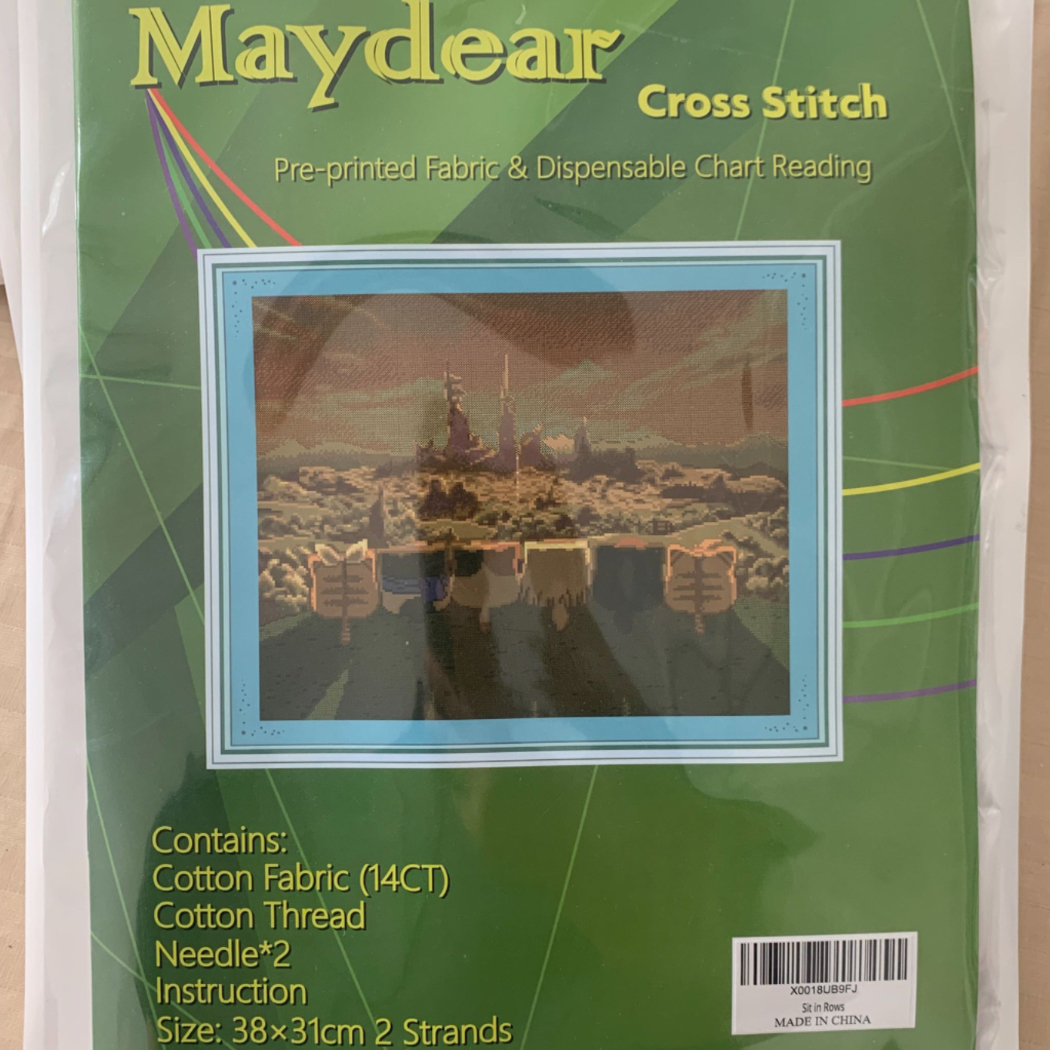 Maydear
Cross Stitch
Pre-printed Fabric & Dispensable Chart Reading
Contains:
Cotton Fabric (14CT)
Cotton Thread
Needle*2
Instruction
Size: 38×31cm 2 Strands
X0018UB9FJ
Sit in Rows
MADE IN CHINA